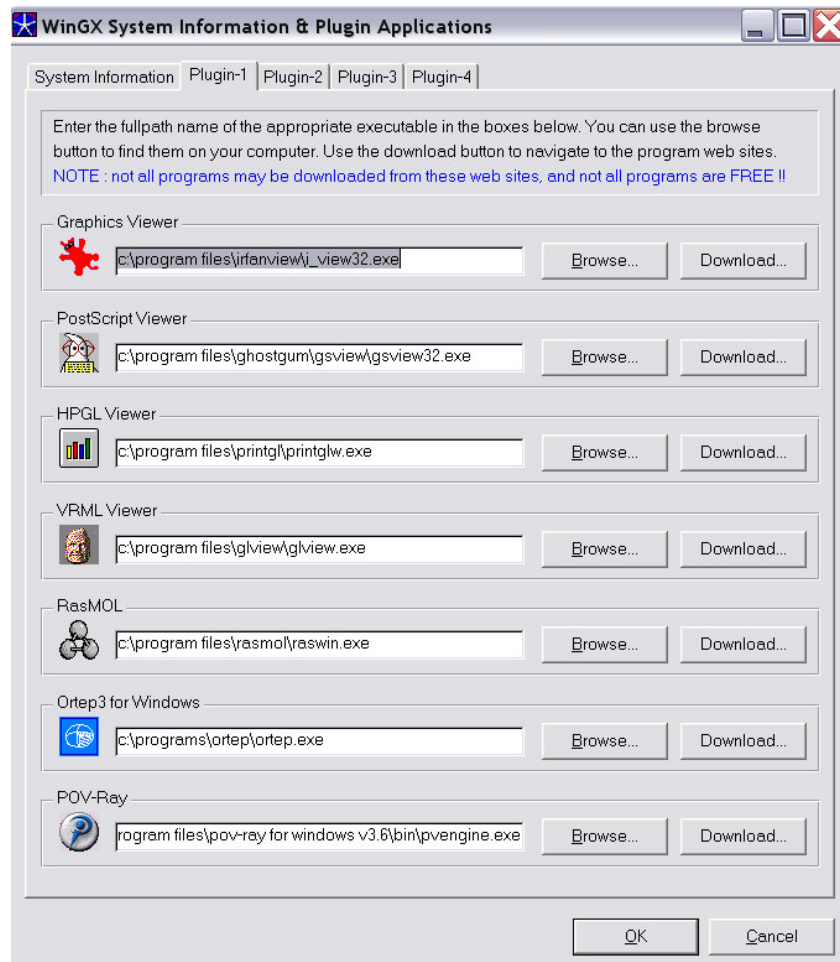 WinGX System Information & Plugin Applications
System Information Plugin-1 Plugin-2 Plugin-3 Plugin-4
Enter the fullpath name of the appropriate executable in the boxes below. You can use the browse
button to find them on your computer. Use the download button to navigate to the program web sites.
NOTE : not all programs may be downloaded from these web sites, and not all programs are FREE !!
Graphics Viewer
c:\program files\irfanview\i_view32.exe Browse... Download...
PostScript Viewer
c:\program files\ghostgum\gsview\gsview32.exe Browse... Download...
HPGL Viewer
c:\program files\printgl\printglw.exe Browse... Download...
VRML Viewer
c:\program files\glview\glview.exe Browse... Download...
RasMOL
c:\program files\rasmol\raswin.exe Browse... Download...
Ortep3 for Windows
c:\programs\ortep\ortep.exe Browse... Download...
POV-Ray
rogram files\pov-ray for windows v3.6\bin\pvengine.exe Browse... Download...
OK Cancel